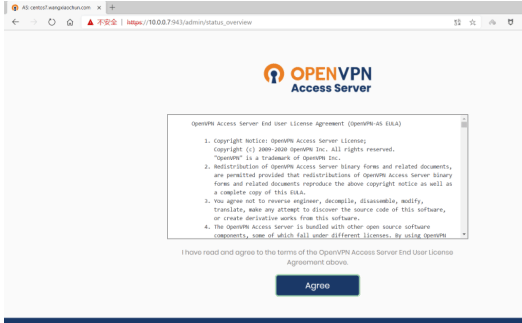 AS-centos7.wangxiaochun.com × +
不安全 | https://10.0.0.7:943/admin/status_overview
OPENVPN
Access Server
OpenVPN Access Server End User License Agreement (OpenVPN-AS EULA)
1. Copyright Notice: OpenVPN Access Server License;
Copyright (c) 2009-2020 OpenVPN Inc. All rights reserved.
"OpenVPN" is a trademark of OpenVPN Inc.
2. Redistribution of OpenVPN Access Server binary forms and related documents,
are permitted provided that redistributions of OpenVPN Access Server binary
forms and related documents reproduce the above copyright notice as well as
a complete copy of this EULA.
3. You agree not to reverse engineer, decompile, disassemble, modify,
translate, make any attempt to discover the source code of this software,
or create derivative works from this software.
4. The OpenVPN Access Server is bundled with other open source software
components, some of which fall under different licenses. By using OpenVPN
I have read and agree to the terms of the OpenVPN Access Server End User License
Agreement above.
Agree